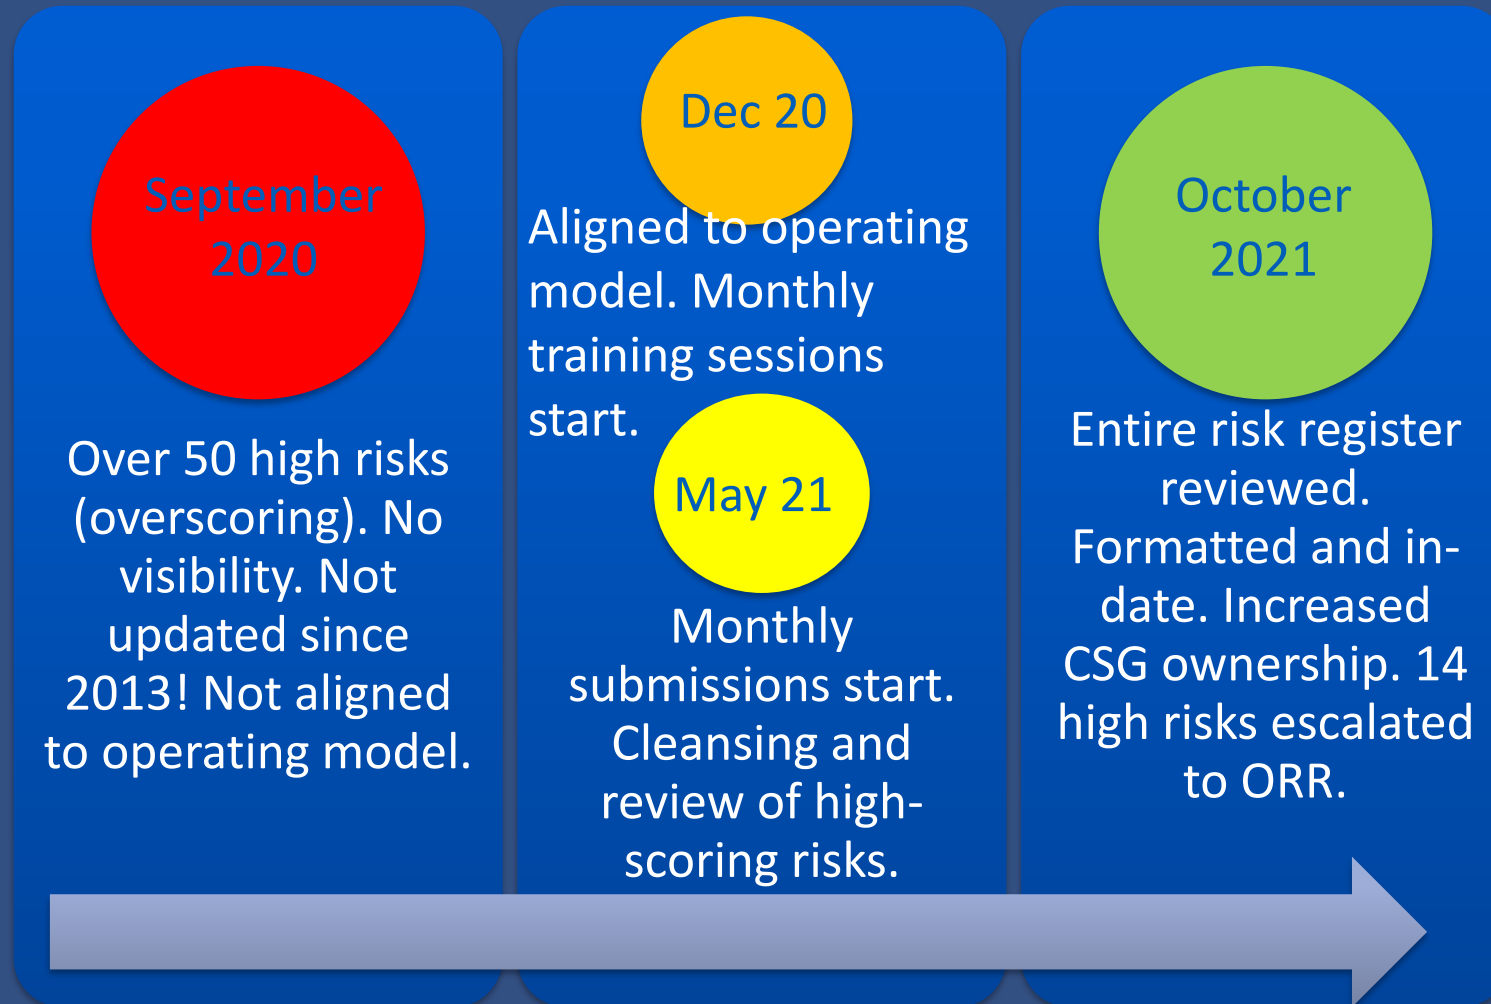 September
2020
Over 50 high risks
(overscoring). No
visibility. Not
updated since
2013! Not aligned
to operating model.
Dec 20
Aligned to operating
model. Monthly
training sessions
start.
May 21
Monthly
submissions start.
Cleansing and
review of high-
scoring risks.
October
2021
Entire risk register
reviewed.
Formatted and in-
date. Increased
CSG ownership. 14
high risks escalated
to ORR.